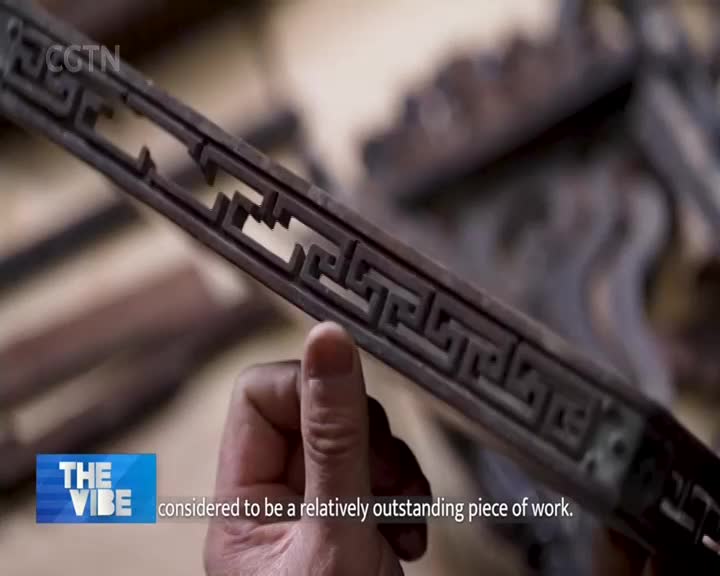 CGTN
THE
VIBE
considered to be a relatively outstanding piece of work.